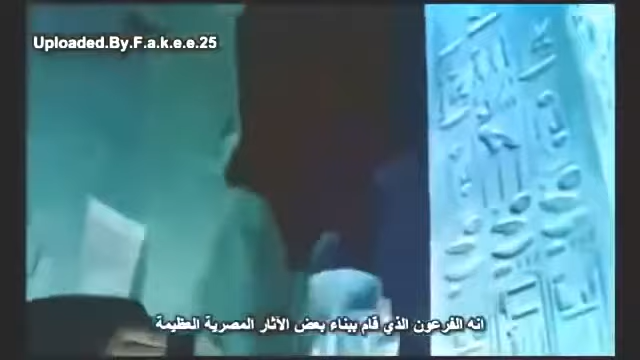 Uploaded.By.F.a.k.e.e.25
انه الفرعون الذي قام ببناء بعض الآثار المصرية العظيمة